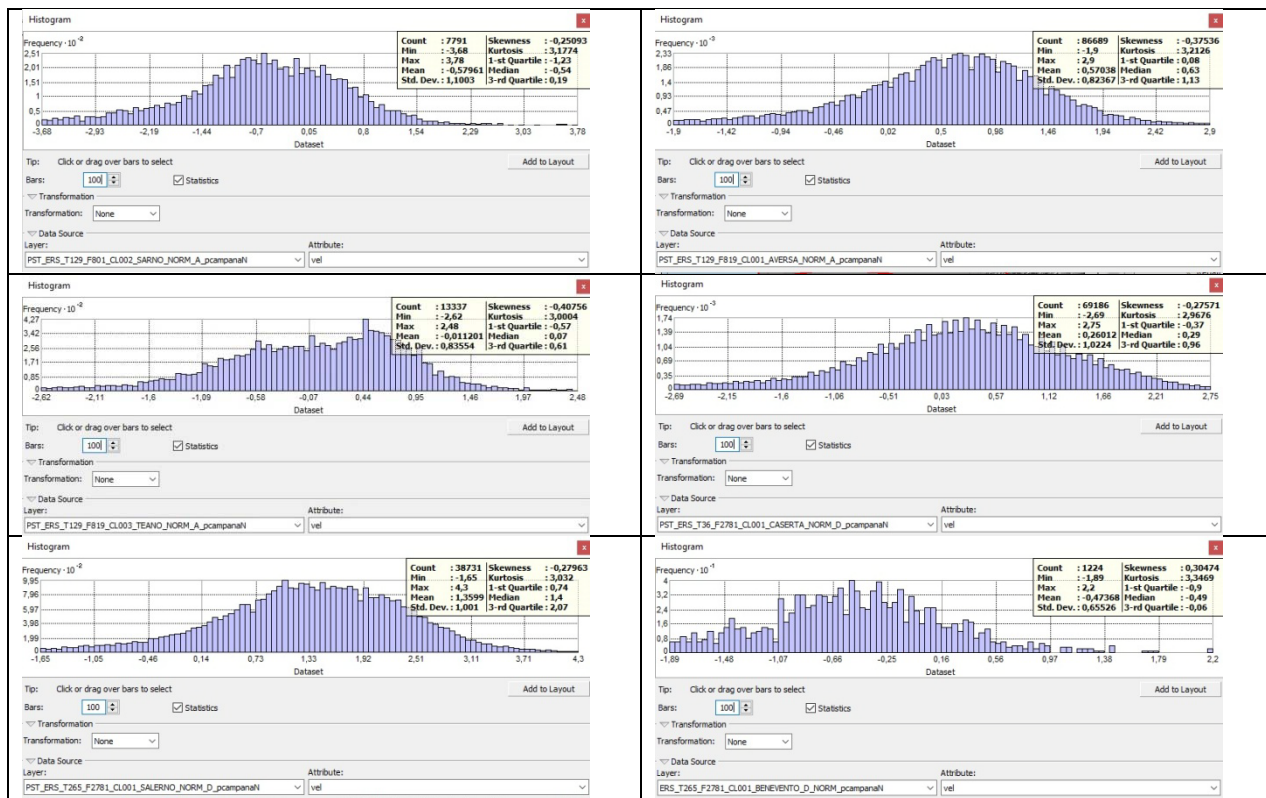 Histogram
x
Frequency · 10⁻²
Count : 7791 Skewness : -0,25093
Min : -3,68 Kurtosis : 3,1774
Max : 3,78 1-st Quartile : -1,23
Mean : -0,57961 Median : -0,54
Std. Dev. : 1,1003 3-rd Quartile : 0,19
2,51
2,01
1,51
1
0,5
0
-3,68 -2,93 -2,19 -1,44 -0,7 0,05 0,8 1,54 2,29 3,03 3,78
Dataset
Tip: Click or drag over bars to select Add to Layout
Bars: 100 Statistics
Transformation
Transformation: None
Data Source
Layer: Attribute:
PST_ERS_T129_F801_CL002_SARNO_NORM_A_pcampanaN vel
Histogram
x
Frequency · 10⁻³
Count : 86689 Skewness : -0,37536
Min : -1,9 Kurtosis : 3,2126
Max : 2,9 1-st Quartile : 0,08
Mean : 0,57038 Median : 0,63
Std. Dev. : 0,82367 3-rd Quartile : 1,13
2,33
1,86
1,4
0,93
0,47
0
-1,9 -1,42 -0,94 -0,46 0,02 0,5 0,98 1,46 1,94 2,42 2,9
Dataset
Tip: Click or drag over bars to select Add to Layout
Bars: 100 Statistics
Transformation
Transformation: None
Data Source
Layer: Attribute:
PST_ERS_T129_F819_CL001_AVERSA_NORM_A_pcampanaN vel
Histogram
x
Frequency · 10⁻²
Count : 13337 Skewness : -0,40756
Min : -2,62 Kurtosis : 3,0004
Max : 2,48 1-st Quartile : -0,57
Mean : -0,011201 Median : 0,07
Std. Dev. : 0,83554 3-rd Quartile : 0,61
4,27
3,42
2,56
1,71
0,85
0
-2,62 -2,11 -1,6 -1,09 -0,58 -0,07 0,44 0,95 1,46 1,97 2,48
Dataset
Tip: Click or drag over bars to select Add to Layout
Bars: 100 Statistics
Transformation
Transformation: None
Data Source
Layer: Attribute:
PST_ERS_T129_F819_CL003_TEANO_NORM_A_pcampanaN vel
Histogram
x
Frequency · 10⁻³
Count : 69186 Skewness : -0,27571
Min : -2,69 Kurtosis : 2,9676
Max : 2,75 1-st Quartile : -0,37
Mean : 0,26012 Median : 0,29
Std. Dev. : 1,0224 3-rd Quartile : 0,96
1,74
1,39
1,04
0,69
0,35
0
-2,69 -2,15 -1,6 -1,06 -0,51 0,03 0,57 1,12 1,66 2,21 2,75
Dataset
Tip: Click or drag over bars to select Add to Layout
Bars: 100 Statistics
Transformation
Transformation: None
Data Source
Layer: Attribute:
PST_ERS_T36_F2781_CL001_CASERTA_NORM_D_pcampanaN vel
Histogram
x
Frequency · 10⁻²
Count : 38731 Skewness : -0,27963
Min : -1,65 Kurtosis : 3,032
Max : 4,3 1-st Quartile : 0,74
Mean : 1,3599 Median : 1,4
Std. Dev. : 1,001 3-rd Quartile : 2,07
9,95
7,96
5,97
3,98
1,99
0
-1,65 -1,05 -0,46 0,14 0,73 1,33 1,92 2,51 3,11 3,71 4,3
Dataset
Tip: Click or drag over bars to select Add to Layout
Bars: 100 Statistics
Transformation
Transformation: None
Data Source
Layer: Attribute:
PST_ERS_T265_F2781_CL001_SALERNO_NORM_D_pcampanaN vel
Histogram
x
Frequency · 10⁻¹
Count : 1224 Skewness : 0,30474
Min : -1,89 Kurtosis : 3,3469
Max : 2,2 1-st Quartile : -0,9
Mean : -0,47368 Median : -0,49
Std. Dev. : 0,65526 3-rd Quartile : -0,06
4
3,2
2,4
1,6
0,8
0
-1,89 -1,48 -1,07 -0,66 -0,25 0,16 0,56 0,97 1,38 1,79 2,2
Dataset
Tip: Click or drag over bars to select Add to Layout
Bars: 100 Statistics
Transformation
Transformation: None
Data Source
Layer: Attribute:
ERS_T265_F2781_CL001_BENEVENTO_D_NORM_pcampanaN vel